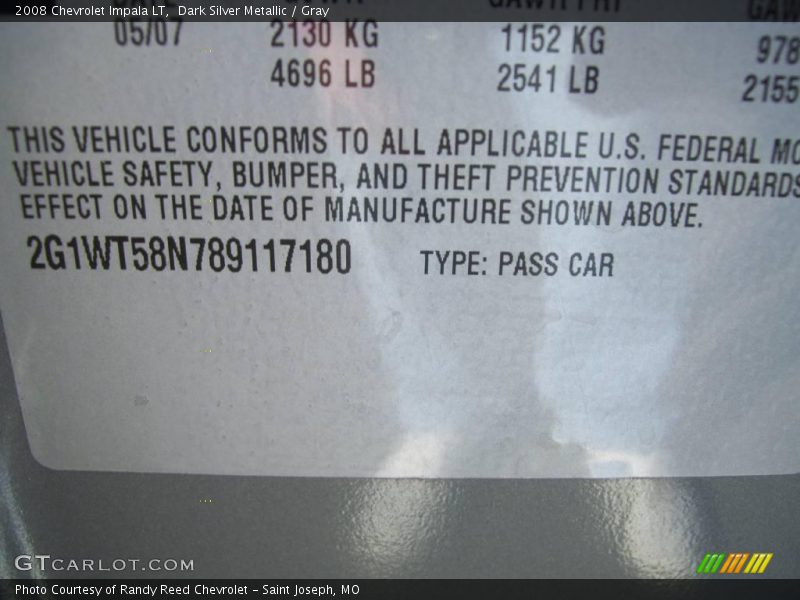 2008 Chevrolet Impala LT, Dark Silver Metallic / Gray
05/07 2130 KG 1152 KG 978
4696 LB 2541 LB 2155
THIS VEHICLE CONFORMS TO ALL APPLICABLE U.S. FEDERAL MO
VEHICLE SAFETY, BUMPER, AND THEFT PREVENTION STANDARDS
EFFECT ON THE DATE OF MANUFACTURE SHOWN ABOVE.
2G1WT58N789117180 TYPE: PASS CAR
GTCARLOT.COM
Photo Courtesy of Randy Reed Chevrolet – Saint Joseph, MO